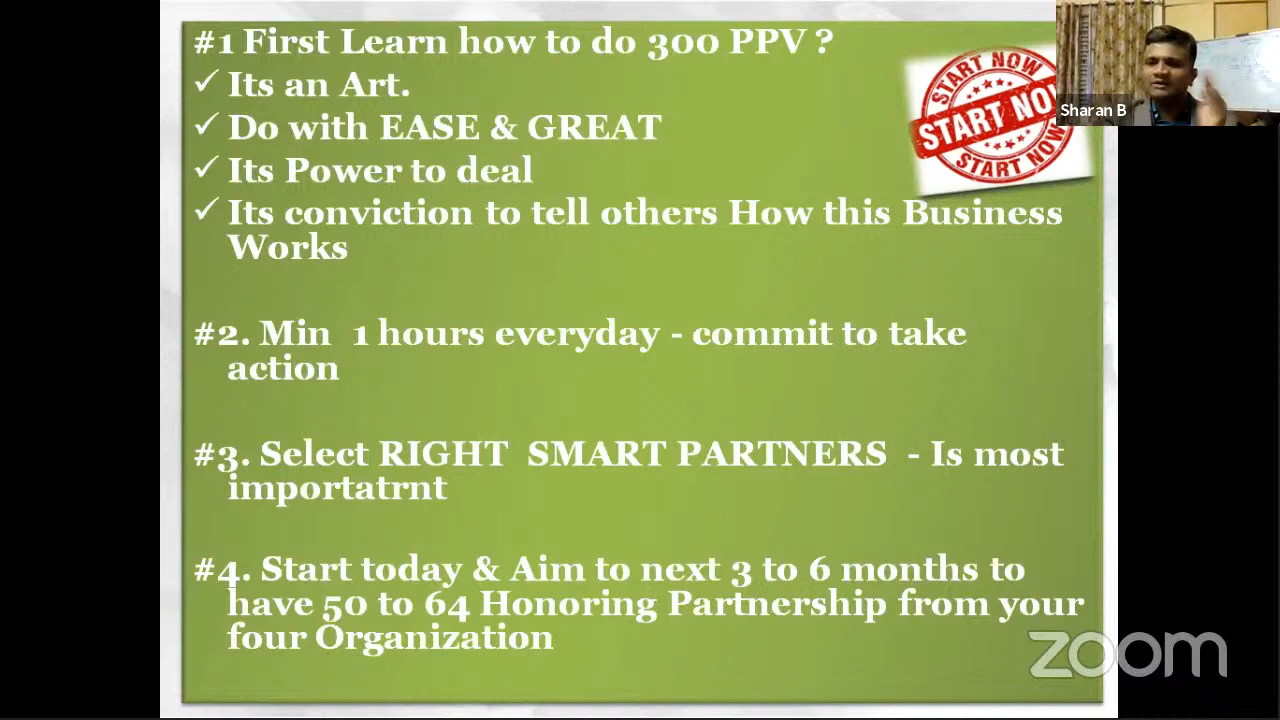 #1 First Learn how to do 300 PPV ?
✓ Its an Art.
✓ Do with EASE & GREAT
✓ Its Power to deal
✓ Its conviction to tell others How this Business
Works
#2. Min 1 hours everyday - commit to take
action
#3. Select RIGHT SMART PARTNERS - Is most
importatrnt
#4. Start today & Aim to next 3 to 6 months to
have 50 to 64 Honoring Partnership from your
four Organization
START NOW
START NO
START NOW
Sharan B
zoom